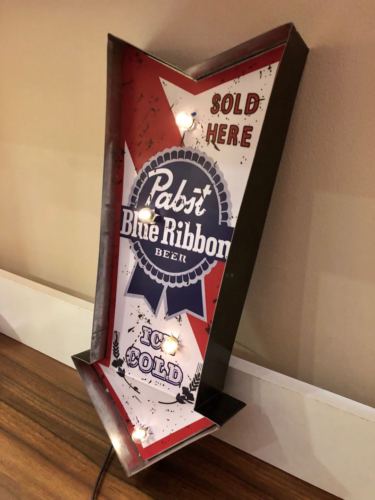 SOLD
HERE
Pabst
Blue Ribbon
BEER
ICE
COLD